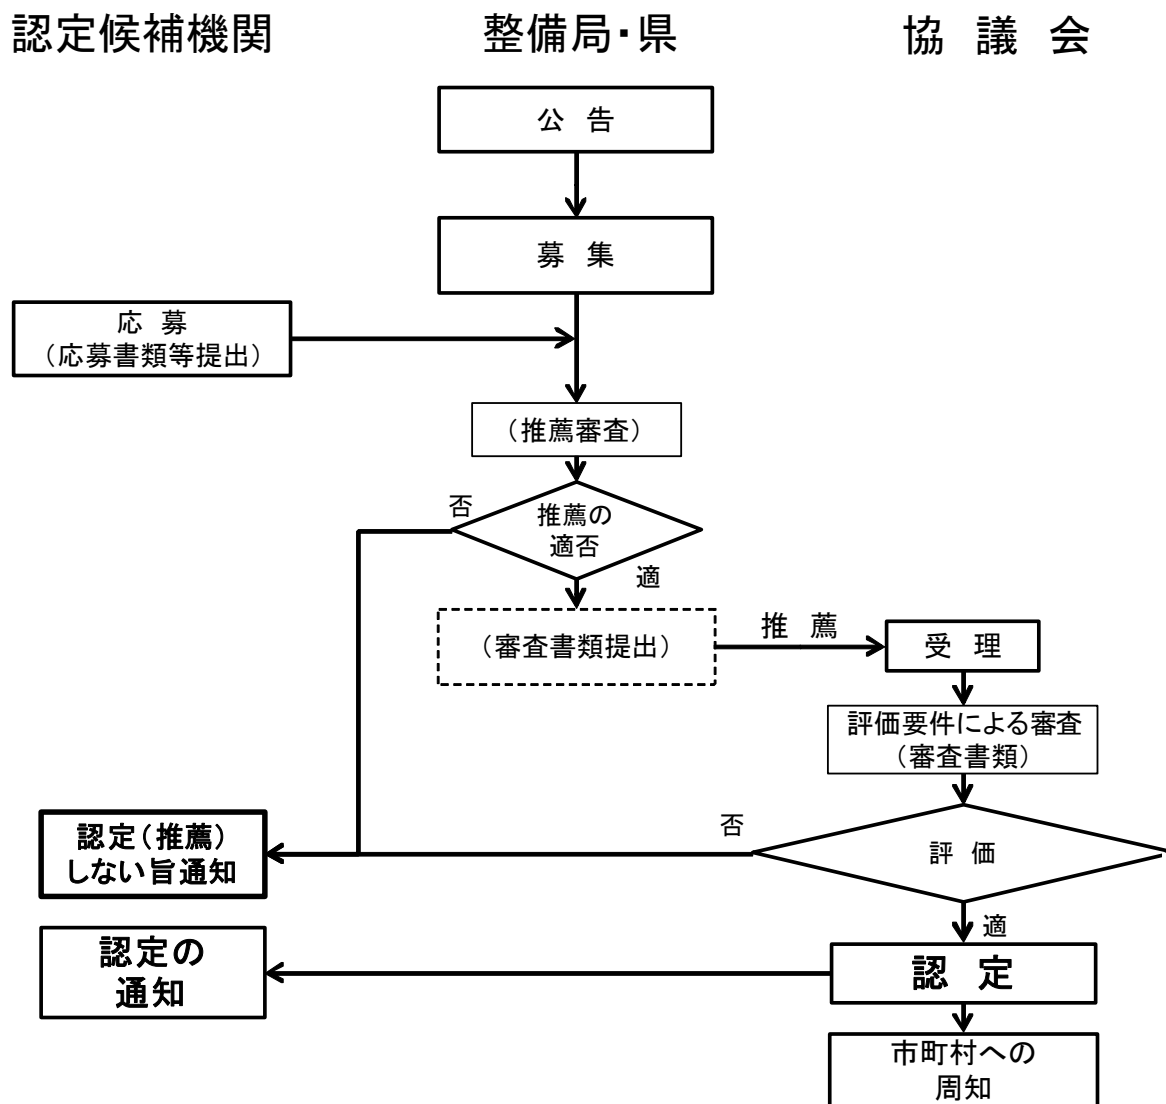 認定候補機関
整備局・県
協 議 会
公 告
募 集
応 募
（応募書類等提出）
（推薦審査）
否
推薦の
適否
適
（審査書類提出）
推 薦
受 理
評価要件による審査
（審査書類）
否
評 価
認定（推薦）
しない旨通知
適
認定の
通知
認 定
市町村への
周知